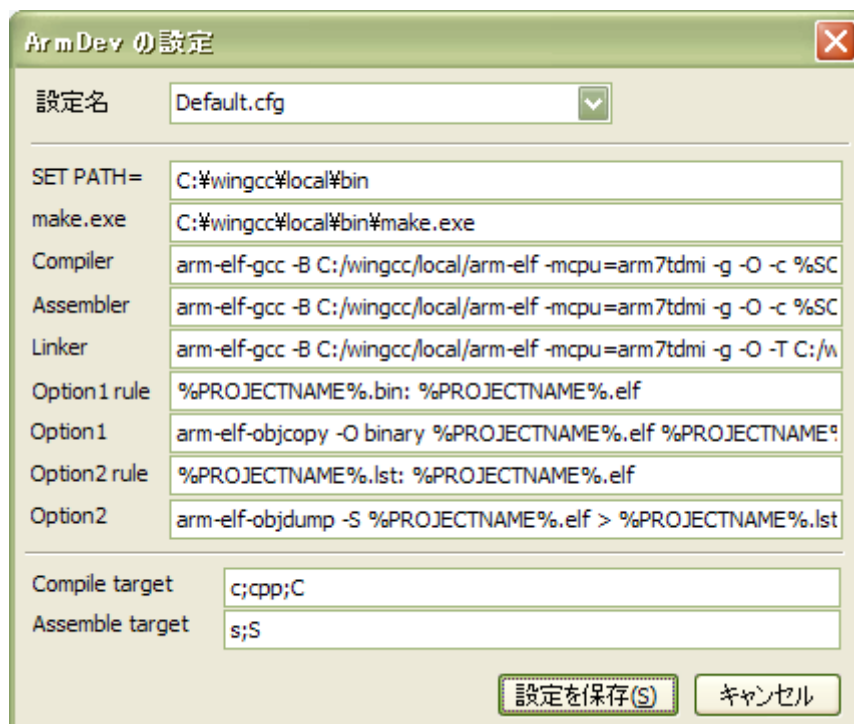 ArmDev の設定
設定名 Default.cfg
SET PATH= C:¥wingcc¥local¥bin
make.exe C:¥wingcc¥local¥bin¥make.exe
Compiler arm-elf-gcc -B C:/wingcc/local/arm-elf -mcpu=arm7tdmi -g -O -c %SC
Assembler arm-elf-gcc -B C:/wingcc/local/arm-elf -mcpu=arm7tdmi -g -O -c %SC
Linker arm-elf-gcc -B C:/wingcc/local/arm-elf -mcpu=arm7tdmi -g -O -T C:/w
Option1 rule %PROJECTNAME%.bin: %PROJECTNAME%.elf
Option1 arm-elf-objcopy -O binary %PROJECTNAME%.elf %PROJECTNAME%
Option2 rule %PROJECTNAME%.lst: %PROJECTNAME%.elf
Option2 arm-elf-objdump -S %PROJECTNAME%.elf > %PROJECTNAME%.lst
Compile target c;cpp;C
Assemble target s;S
設定を保存(S) キャンセル